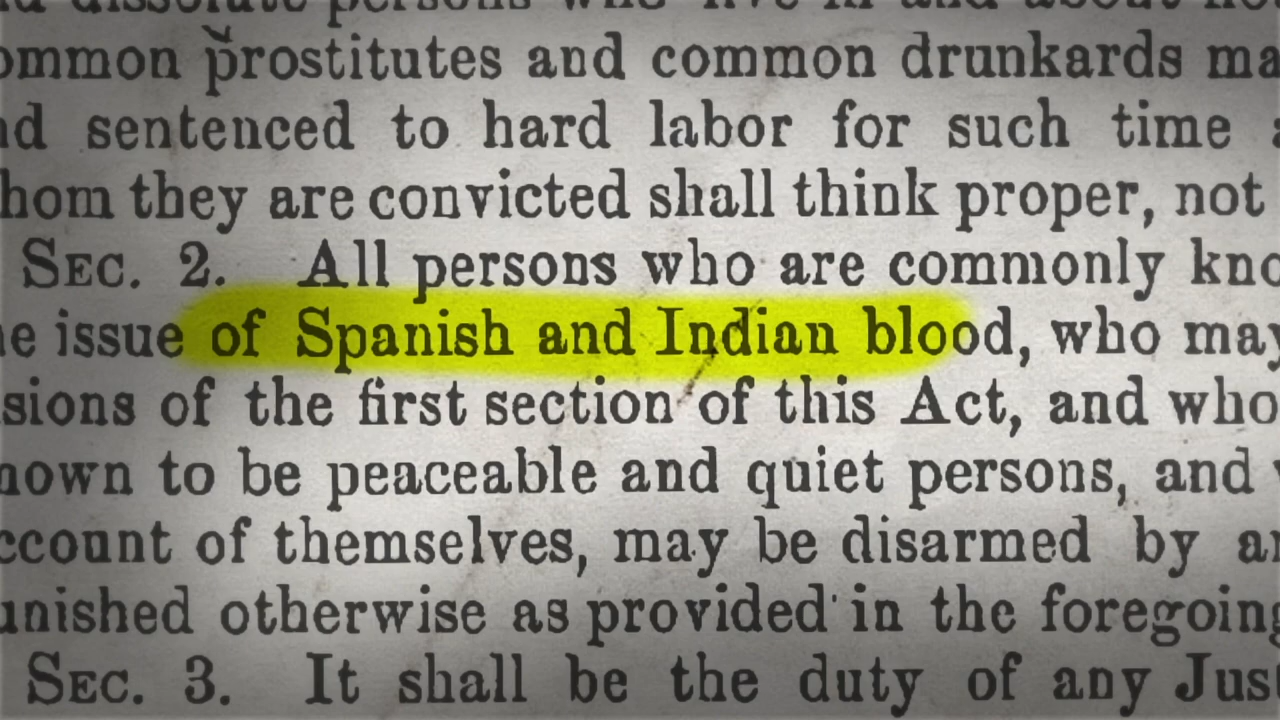 dissolute persons who live in and about
ommon prostitutes and common drunkards ma
nd sentenced to hard labor for such time
hom they are convicted shall think proper, not
SEC. 2. All persons who are commonly kno
e issue of Spanish and Indian blood, who may
sions of the first section of this Act, and who
nown to be peaceable and quiet persons, and
ccount of themselves, may be disarmed by an
unished otherwise as provided in the foregoing
SEC. 3. It shall be the duty of any Jus